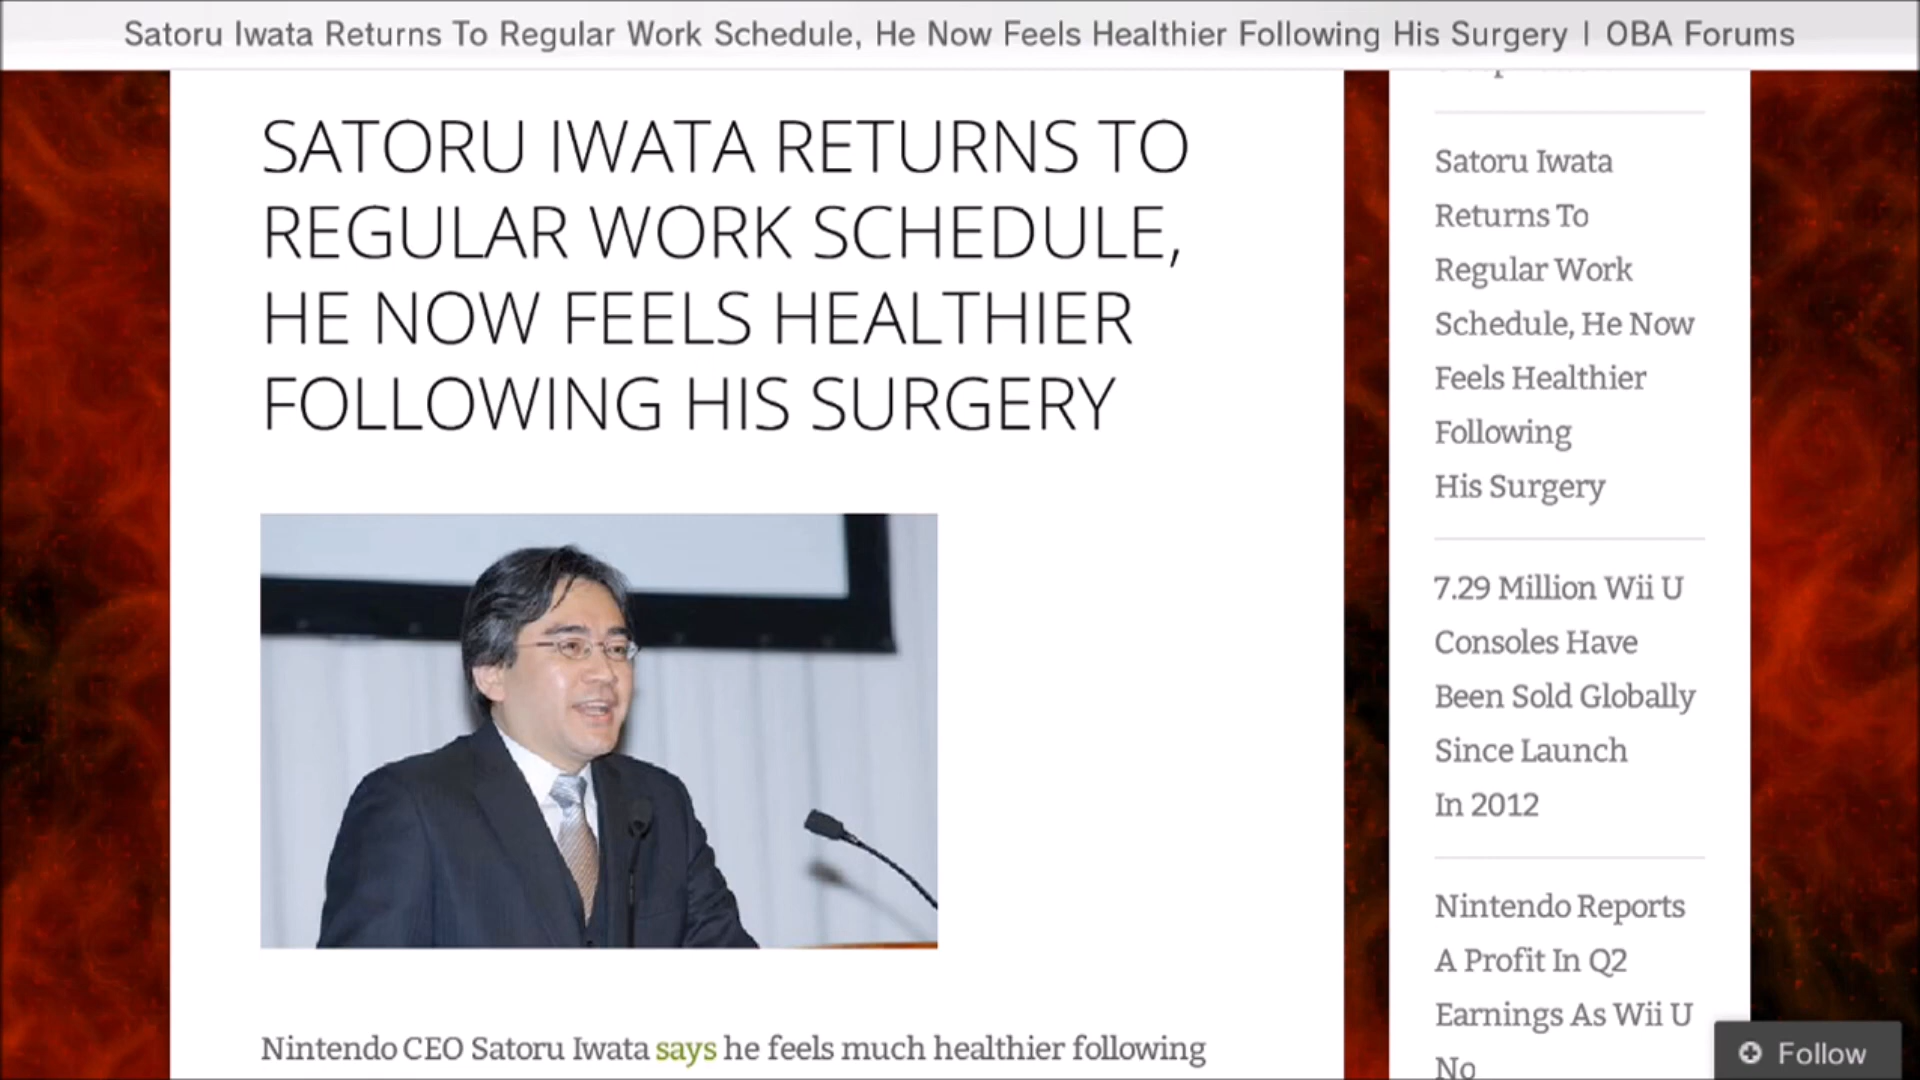 Satoru Iwata Returns To Regular Work Schedule, He Now Feels Healthier Following His Surgery | OBA Forums
SATORU IWATA RETURNS TO
REGULAR WORK SCHEDULE,
HE NOW FEELS HEALTHIER
FOLLOWING HIS SURGERY
Nintendo CEO Satoru Iwata says he feels much healthier following
Satoru Iwata
Returns To
Regular Work
Schedule, He Now
Feels Healthier
Following
His Surgery
7.29 Million Wii U
Consoles Have
Been Sold Globally
Since Launch
In 2012
Nintendo Reports
A Profit In Q2
Earnings As Wii U
No
Follow